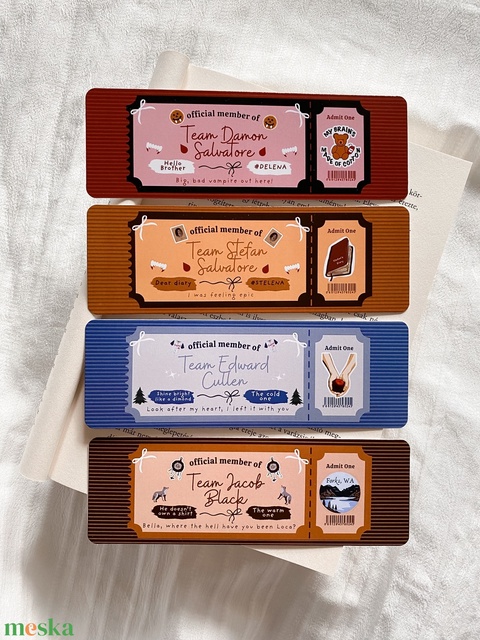 official member of
Team Damon
Salvatore
Hello
Brother
#DELENA
Big, bad vampire out here!
Admit One
MY BRAIN'S
MADE OF COTTON
official member of
Team Stefan
Salvatore
Dear diary
#STELENA
I was feeling epic
Admit One
official member of
Team Edward
Cullen
Shine bright
like a dimond
The cold
one
Look after my heart, I left it with you
Admit One
official member of
Team Jacob
Black
He doesn't
own a shirt
The warm
one
Bella, where the hell have you been Loca?
Admit One
Forks, WA
meska